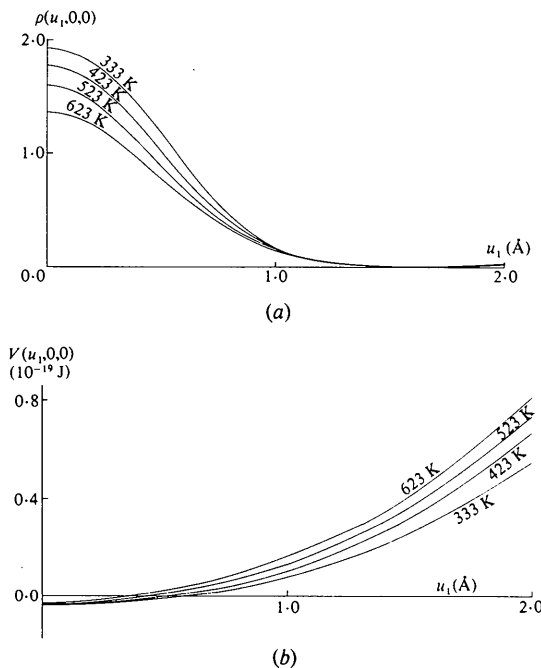 ρ(u₁,0,0)
2·0
333 K
423 K
523 K
623 K
1·0
0·0
1·0
u₁(Å)
2·0
(a)
V(u₁,0,0)
(10⁻¹⁹ J)
0·8
623 K
523 K
423 K
333 K
0·4
0·0
u₁(Å)
1·0
2·0
(b)